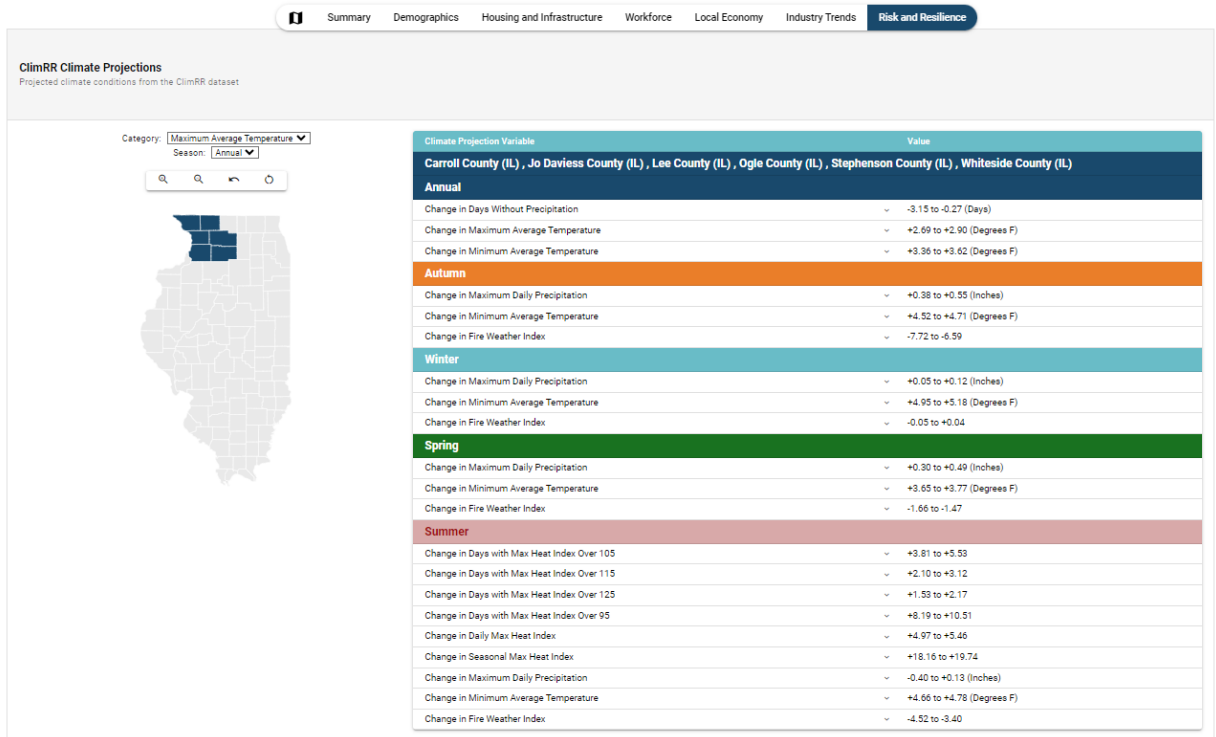 Summary Demographics Housing and Infrastructure Workforce Local Economy Industry Trends Risk and Resilience
ClimRR Climate Projections
Projected climate conditions from the ClimRR dataset
Category: Maximum Average Temperature
Season: Annual
Climate Projection Variable Value
Carroll County (IL) , Jo Daviess County (IL) , Lee County (IL) , Ogle County (IL) , Stephenson County (IL) , Whiteside County (IL)
Annual
Change in Days Without Precipitation -3.15 to -0.27 (Days)
Change in Maximum Average Temperature +2.69 to +2.90 (Degrees F)
Change in Minimum Average Temperature +3.36 to +3.62 (Degrees F)
Autumn
Change in Maximum Daily Precipitation +0.38 to +0.55 (Inches)
Change in Minimum Average Temperature +4.52 to +4.71 (Degrees F)
Change in Fire Weather Index -7.72 to -6.59
Winter
Change in Maximum Daily Precipitation +0.05 to +0.12 (Inches)
Change in Minimum Average Temperature +4.95 to +5.18 (Degrees F)
Change in Fire Weather Index -0.05 to +0.04
Spring
Change in Maximum Daily Precipitation +0.30 to +0.49 (Inches)
Change in Minimum Average Temperature +3.65 to +3.77 (Degrees F)
Change in Fire Weather Index -1.66 to -1.47
Summer
Change in Days with Max Heat Index Over 105 +3.81 to +5.53
Change in Days with Max Heat Index Over 115 +2.10 to +3.12
Change in Days with Max Heat Index Over 125 +1.53 to +2.17
Change in Days with Max Heat Index Over 95 +8.19 to +10.51
Change in Daily Max Heat Index +4.97 to +5.46
Change in Seasonal Max Heat Index +18.16 to +19.74
Change in Maximum Daily Precipitation -0.40 to +0.13 (Inches)
Change in Minimum Average Temperature +4.66 to +4.78 (Degrees F)
Change in Fire Weather Index -4.52 to -3.40